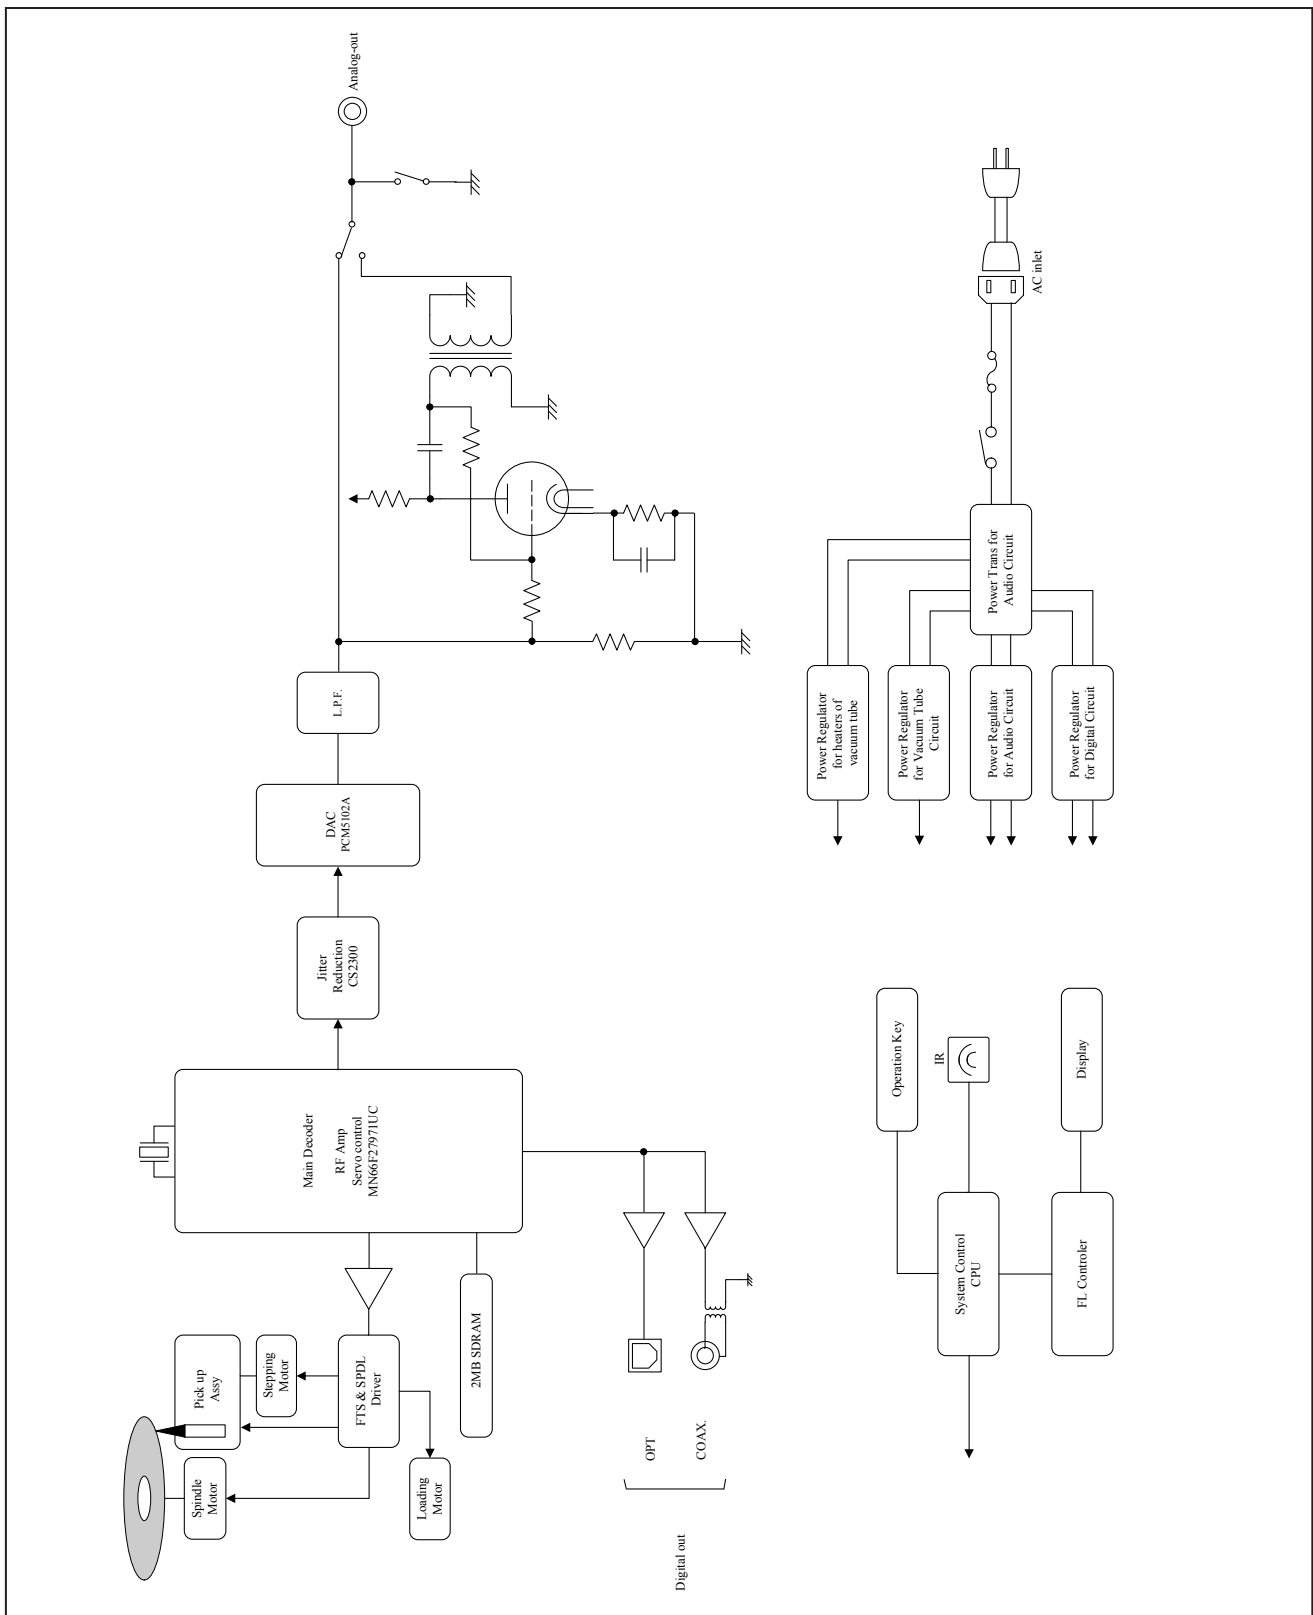 Analog-out
L.P.F.
DAC
PCM5102A
Jitter
Reduction
CS2300
Main Decoder
RF Amp
Servo control
MN66F27971UC
Pick up
Assy
Stepping
Motor
FTS & SPDL
Driver
Spindle
Motor
Loading
Motor
2MB SDRAM
OPT
COAX.
Digital out
AC inlet
Power Trans for
Audio Circuit
Power Regulator
for heaters of
vacuum tube
Power Regulator
for Vacuum Tube
Circuit
Power Regulator
for Audio Circuit
Power Regulator
for Digital Circuit
Operation Key
IR
Display
System Control
CPU
FL Controler